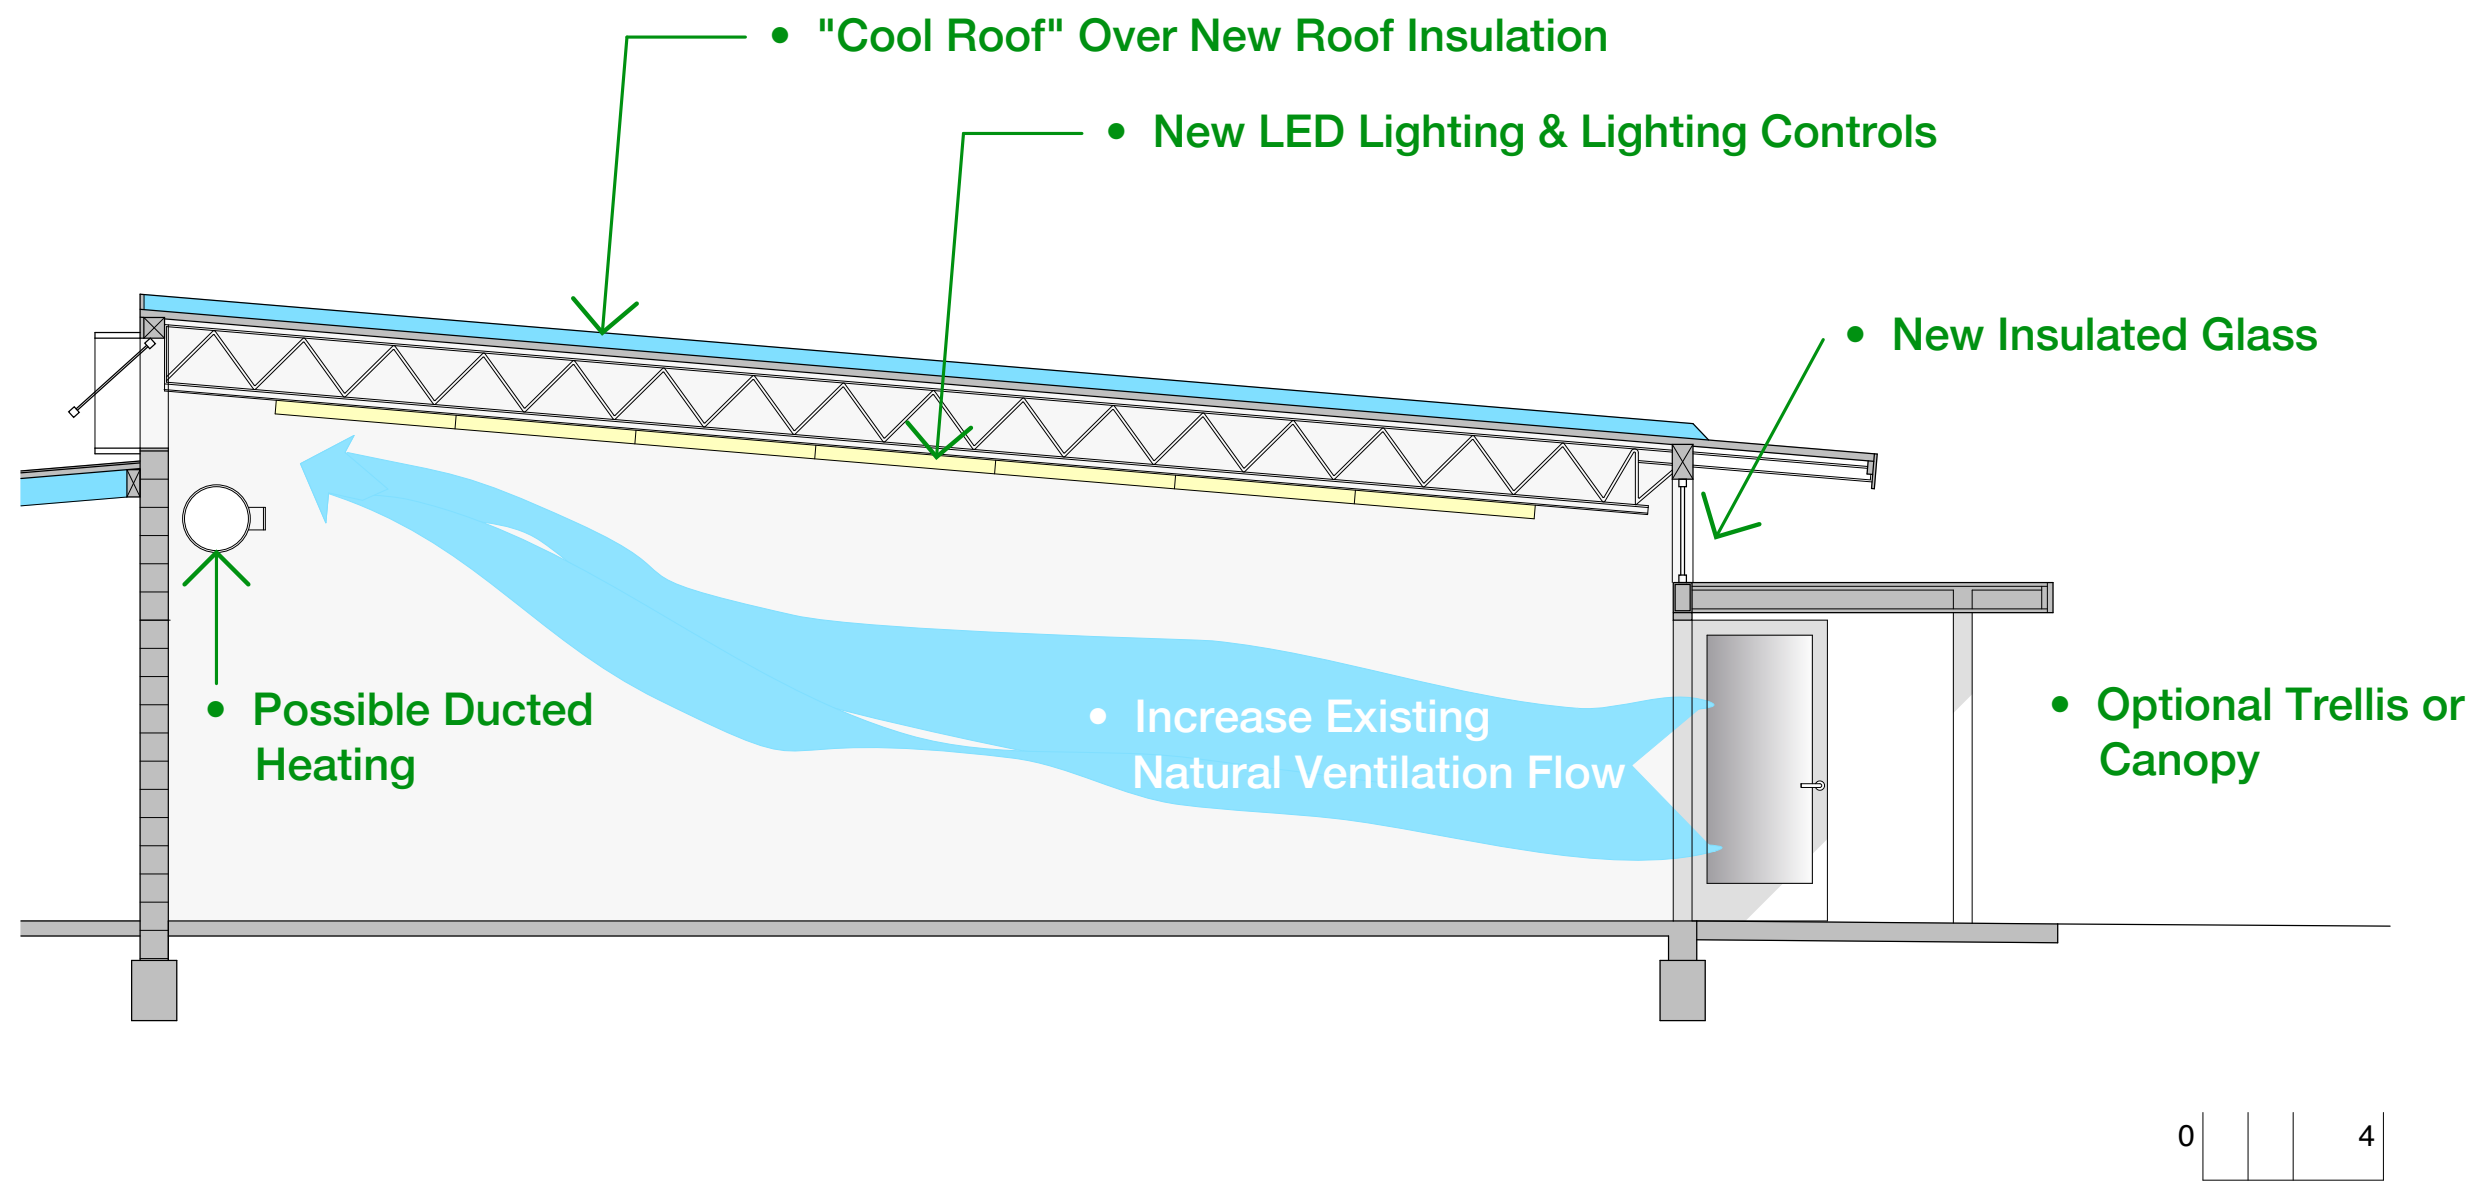 • "Cool Roof" Over New Roof Insulation
• New LED Lighting & Lighting Controls
• New Insulated Glass
• Possible Ducted
Heating
• Increase Existing
Natural Ventilation Flow
• Optional Trellis or
Canopy
0 4